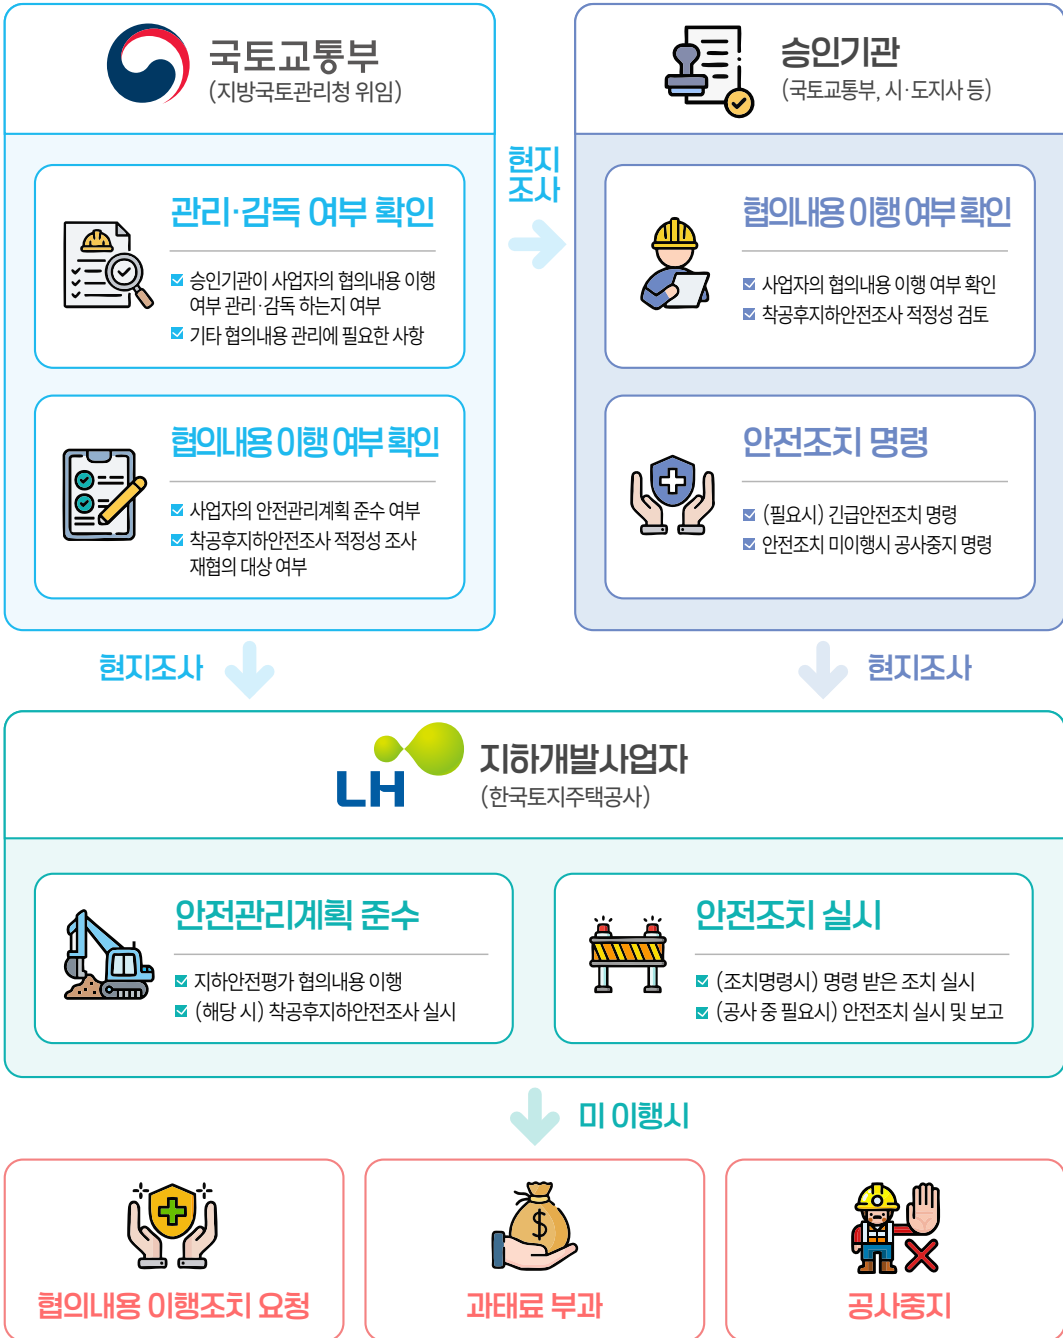 국토교통부
(지방국토관리청 위임)
승인기관
(국토교통부, 시·도지사 등)
현지
조사
관리·감독 여부 확인
승인기관이 사업자의 협의내용 이행
여부 관리·감독 하는지 여부
기타 협의내용 관리에 필요한 사항
협의내용 이행 여부 확인
사업자의 안전관리계획 준수 여부
착공후지하안전조사 적정성 조사
재협의 대상 여부
협의내용 이행 여부 확인
사업자의 협의내용 이행 여부 확인
착공후지하안전조사 적정성 검토
안전조치 명령
(필요시) 긴급안전조치 명령
안전조치 미이행시 공사중지 명령
현지조사
현지조사
LH
지하개발사업자
(한국토지주택공사)
안전관리계획 준수
지하안전평가 협의내용 이행
(해당 시) 착공후지하안전조사 실시
안전조치 실시
(조치명령시) 명령 받은 조치 실시
(공사 중 필요시) 안전조치 실시 및 보고
미 이행시
협의내용 이행조치 요청
$
과태료 부과
공사중지